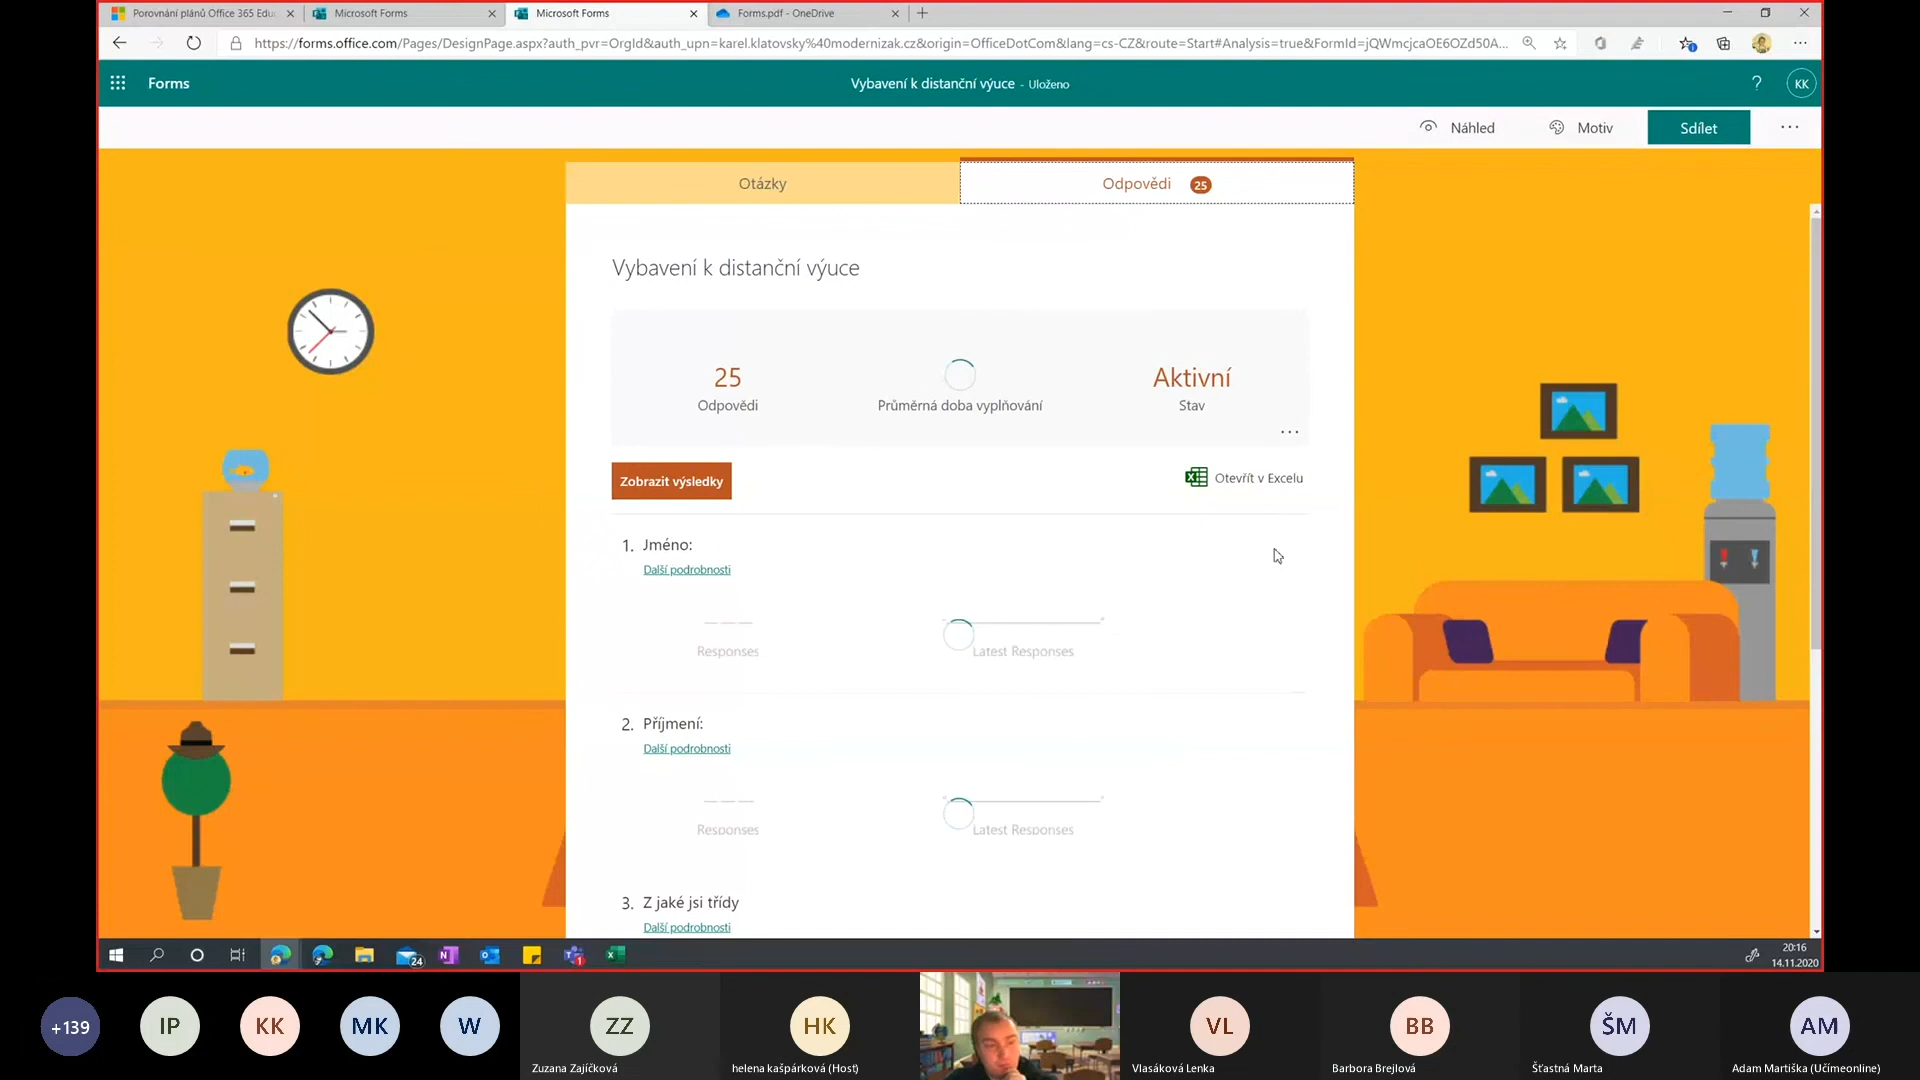 Porovnání plánů Office 365 Edu
Microsoft Forms
Microsoft Forms
Forms.pdf - OneDrive
https://forms.office.com/Pages/DesignPage.aspx?auth_pvr=OrgId&auth_upn=karel.klatovsky%40modernizak.cz&origin=OfficeDotCom&lang=cs-CZ&route=Start#Analysis=true&FormId=jQWmcjcaOE6OZd50A...
Forms
Vybavení k distanční výuce - Uloženo
?
KK
Náhled
Motiv
Sdílet
...
Otázky
Odpovědi 25
Vybavení k distanční výuce
25
Odpovědi
Průměrná doba vyplňování
Aktivní
Stav
...
Zobrazit výsledky
Otevřít v Excelu
1. Jméno:
Další podrobnosti
Responses
Latest Responses
2. Příjmení:
Další podrobnosti
Responses
Latest Responses
3. Z jaké jsi třídy
Další podrobnosti
24
1
20:16
14.11.2020
+139
IP
KK
MK
W
ZZ
Zuzana Zajíčková
HK
helena kašpárková (Host)
VL
Vlasáková Lenka
BB
Barbora Brejlová
ŠM
Šťastná Marta
AM
Adam Martiška (Učímeonline)